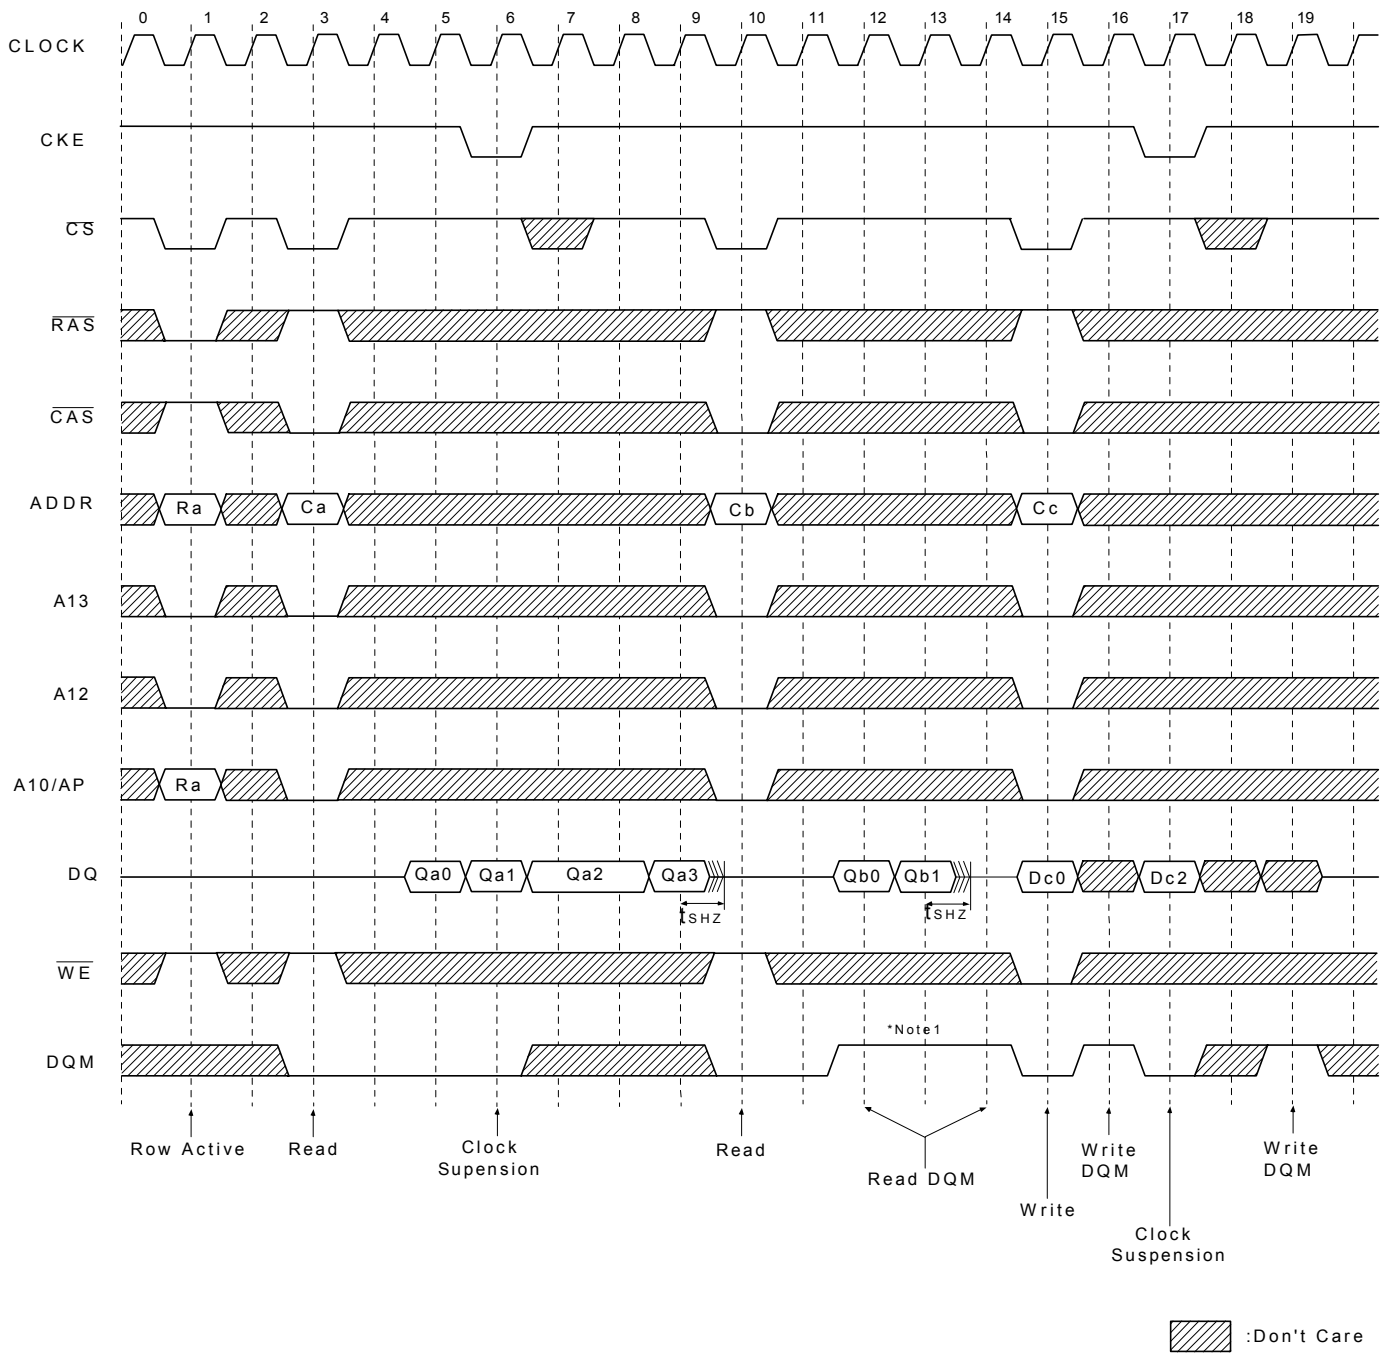 0 1 2 3 4 5 6 7 8 9 10 11 12 13 14 15 16 17 18 19
CLOCK
CKE
CS
RAS
CAS
ADDR Ra Ca Cb Cc
A13
A12
A10/AP Ra
DQ Qa0 Qa1 Qa2 Qa3 Qb0 Qb1 Dc0 Dc2
tSHZ tSHZ
WE
*Note1
DQM
Row Active Read Clock Supension Read Read DQM Write Write DQM Clock Suspension Write DQM
:Don't Care